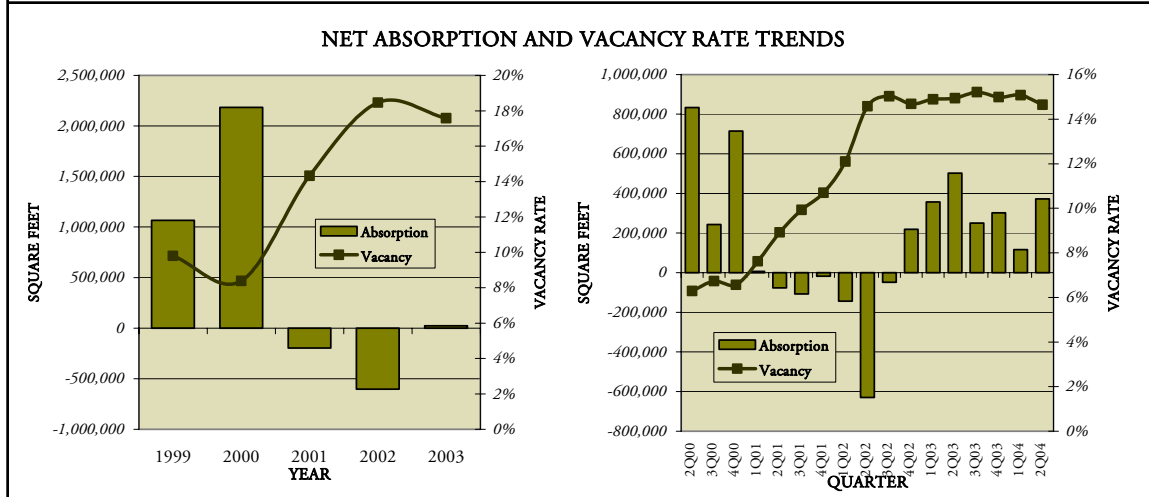 NET ABSORPTION AND VACANCY RATE TRENDS
2,500,000
2,000,000
1,500,000
1,000,000
500,000
0
-500,000
-1,000,000
SQUARE FEET
20%
18%
16%
14%
12%
10%
8%
6%
4%
2%
0%
VACANCY RATE
Absorption
Vacancy
1999 2000 2001 2002 2003
YEAR
1,000,000
800,000
600,000
400,000
200,000
0
-200,000
-400,000
-600,000
-800,000
SQUARE FEET
16%
14%
12%
10%
8%
6%
4%
2%
0%
VACANCY RATE
Absorption
Vacancy
2Q00 3Q00 4Q00 1Q01 2Q01 3Q01 4Q01 1Q02 2Q02 3Q02 4Q02 1Q03 2Q03 3Q03 4Q03 1Q04 2Q04
QUARTER